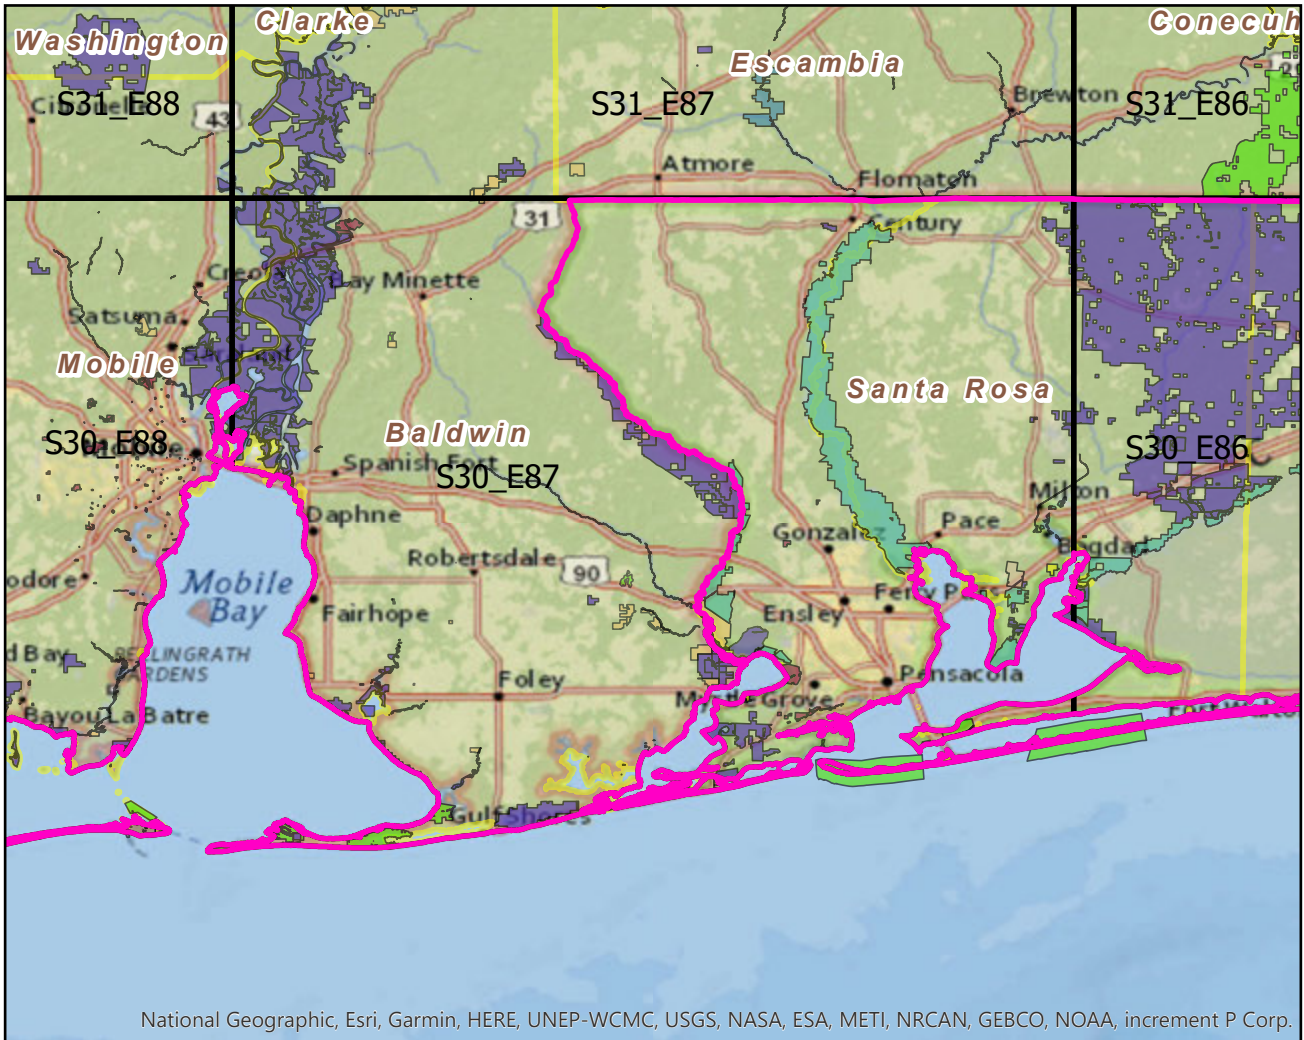 Clarke
Conecuh
Washington
Escambia
S31_E88
43
S31_E87
Brewton
S31_E86
Atmore
Flomaton
31
Century
Creola
Bay Minette
Satsuma
Mobile
Santa Rosa
Baldwin
S30_E88
S30_E87
Spanish Fort
S30_E86
Milton
Daphne
Pace
Gonzalez
Bagdad
Robertsdale
90
odore
Mobile
Bay
Fairhope
Ensley
Ferry Pass
d Bay
BELLINGRATH
GARDENS
Foley
Pensacola
Myrtle Grove
Bayou La Batre
Gulf Shores
National Geographic, Esri, Garmin, HERE, UNEP-WCMC, USGS, NASA, ESA, METI, NRCAN, GEBCO, NOAA, increment P Corp.